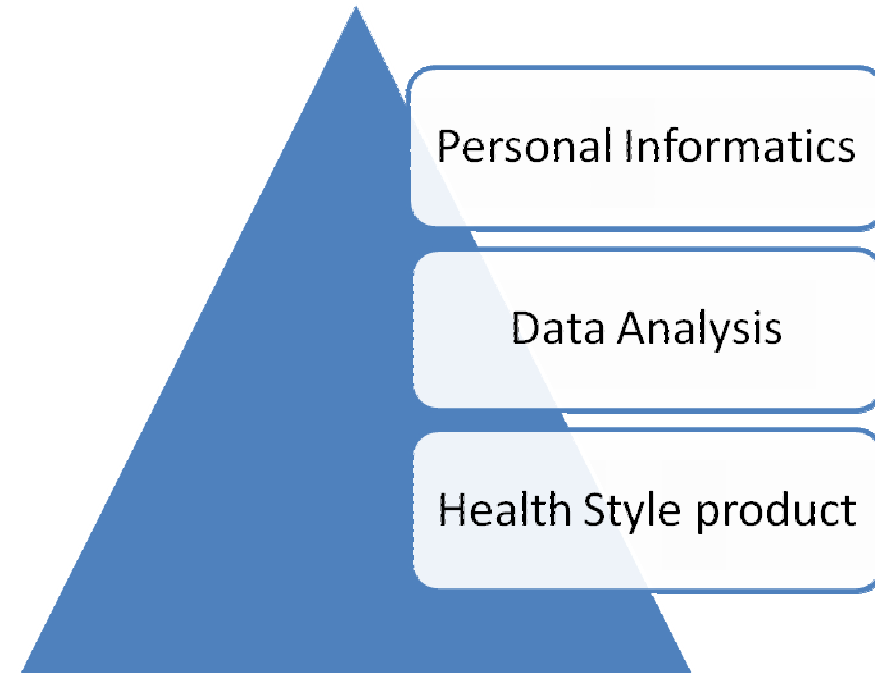 Personal Informatics
Data Analysis
Health Style product